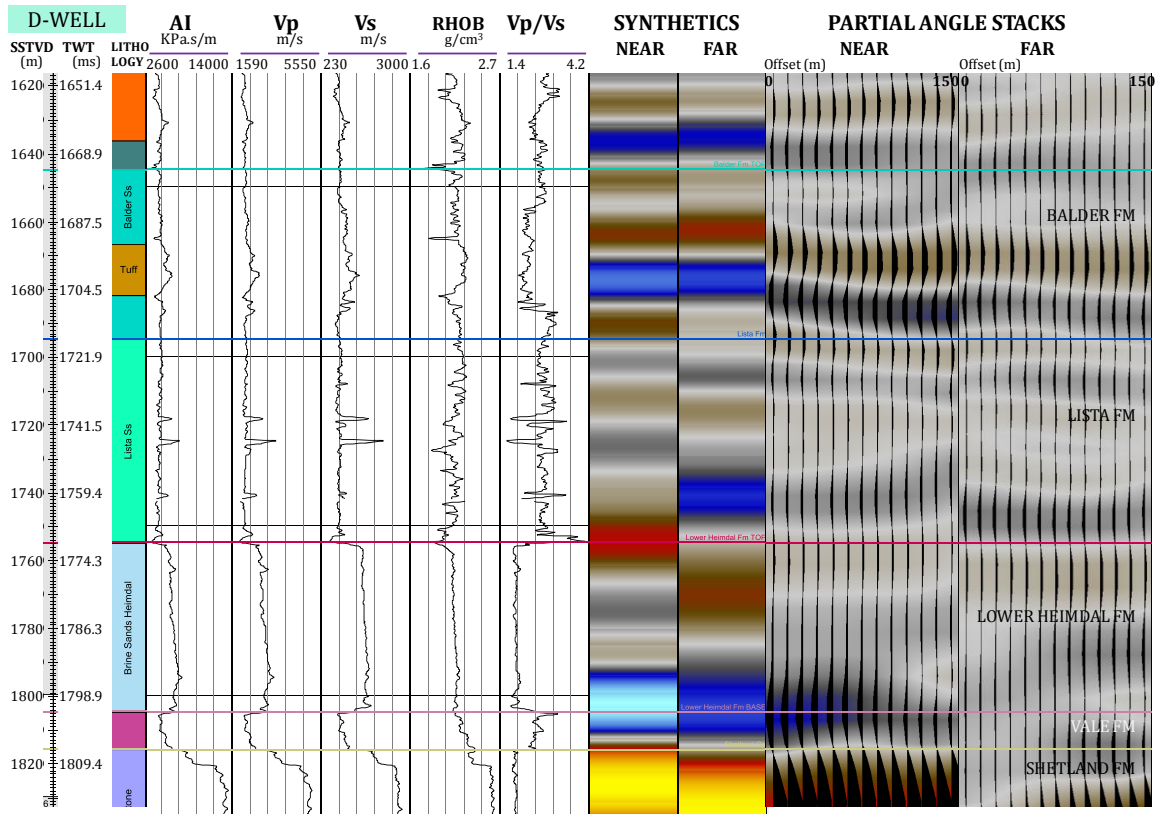 D-WELL
AI Vp Vs RHOB Vp/Vs SYNTHETICS PARTIAL ANGLE STACKS
SSTVD TWT LITHO KPa.s/m m/s m/s g/cm³ NEAR FAR NEAR FAR
(m) (ms) LOGY 2600 14000 1590 5550 230 3000 1.6 2.7 1.4 4.2 Offset (m) Offset (m)
0 1500 0 150
1620 1651.4
1640 1668.9
Balder Fm TOP
Balder Ss
1660 1687.5
BALDER FM
Tuff
1680 1704.5
Lista Fm
1700 1721.9
Lista Ss
1720 1741.5
LISTA FM
1740 1759.4
Lower Heimdal Fm TOP
1760 1774.3
Brine Sands Heimdal
LOWER HEIMDAL FM
1780 1786.3
1800 1798.9
Lower Heimdal Fm BASE
VALE FM
1820 1809.4
SHETLAND FM
6